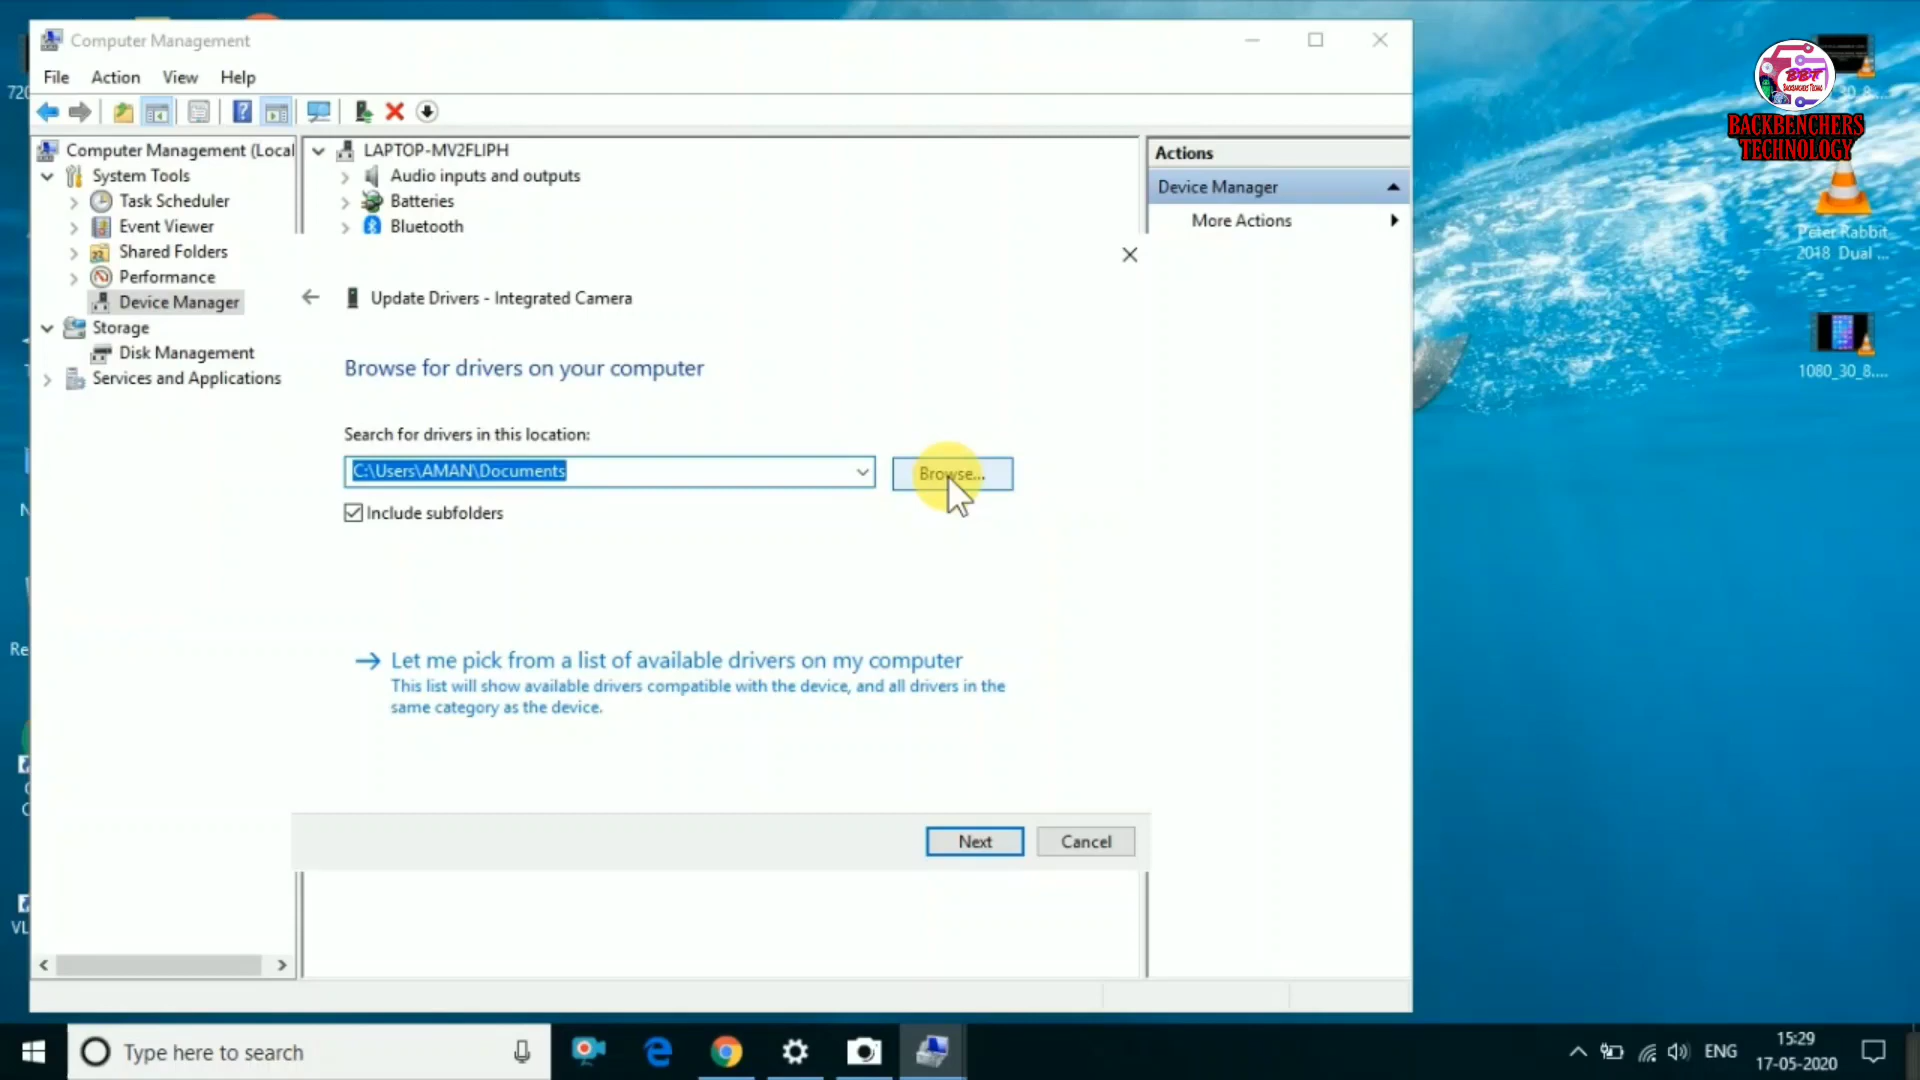 Computer Management
File Action View Help
Computer Management (Local
System Tools
Task Scheduler
Event Viewer
Shared Folders
Performance
Device Manager
Storage
Disk Management
Services and Applications
LAPTOP-MV2FLIPH
Audio inputs and outputs
Batteries
Bluetooth
Actions
Device Manager
More Actions
Update Drivers - Integrated Camera
Browse for drivers on your computer
Search for drivers in this location:
C:\Users\AMAN\Documents
Browse...
Include subfolders
Let me pick from a list of available drivers on my computer
This list will show available drivers compatible with the device, and all drivers in the
same category as the device.
Next Cancel
BBT
BACKBENCHERS
TECHNOLOGY
Peter Rabbit
2018 Dual ...
1080_30_8....
720
Re
VL
Type here to search
ENG
15:29
17-05-2020